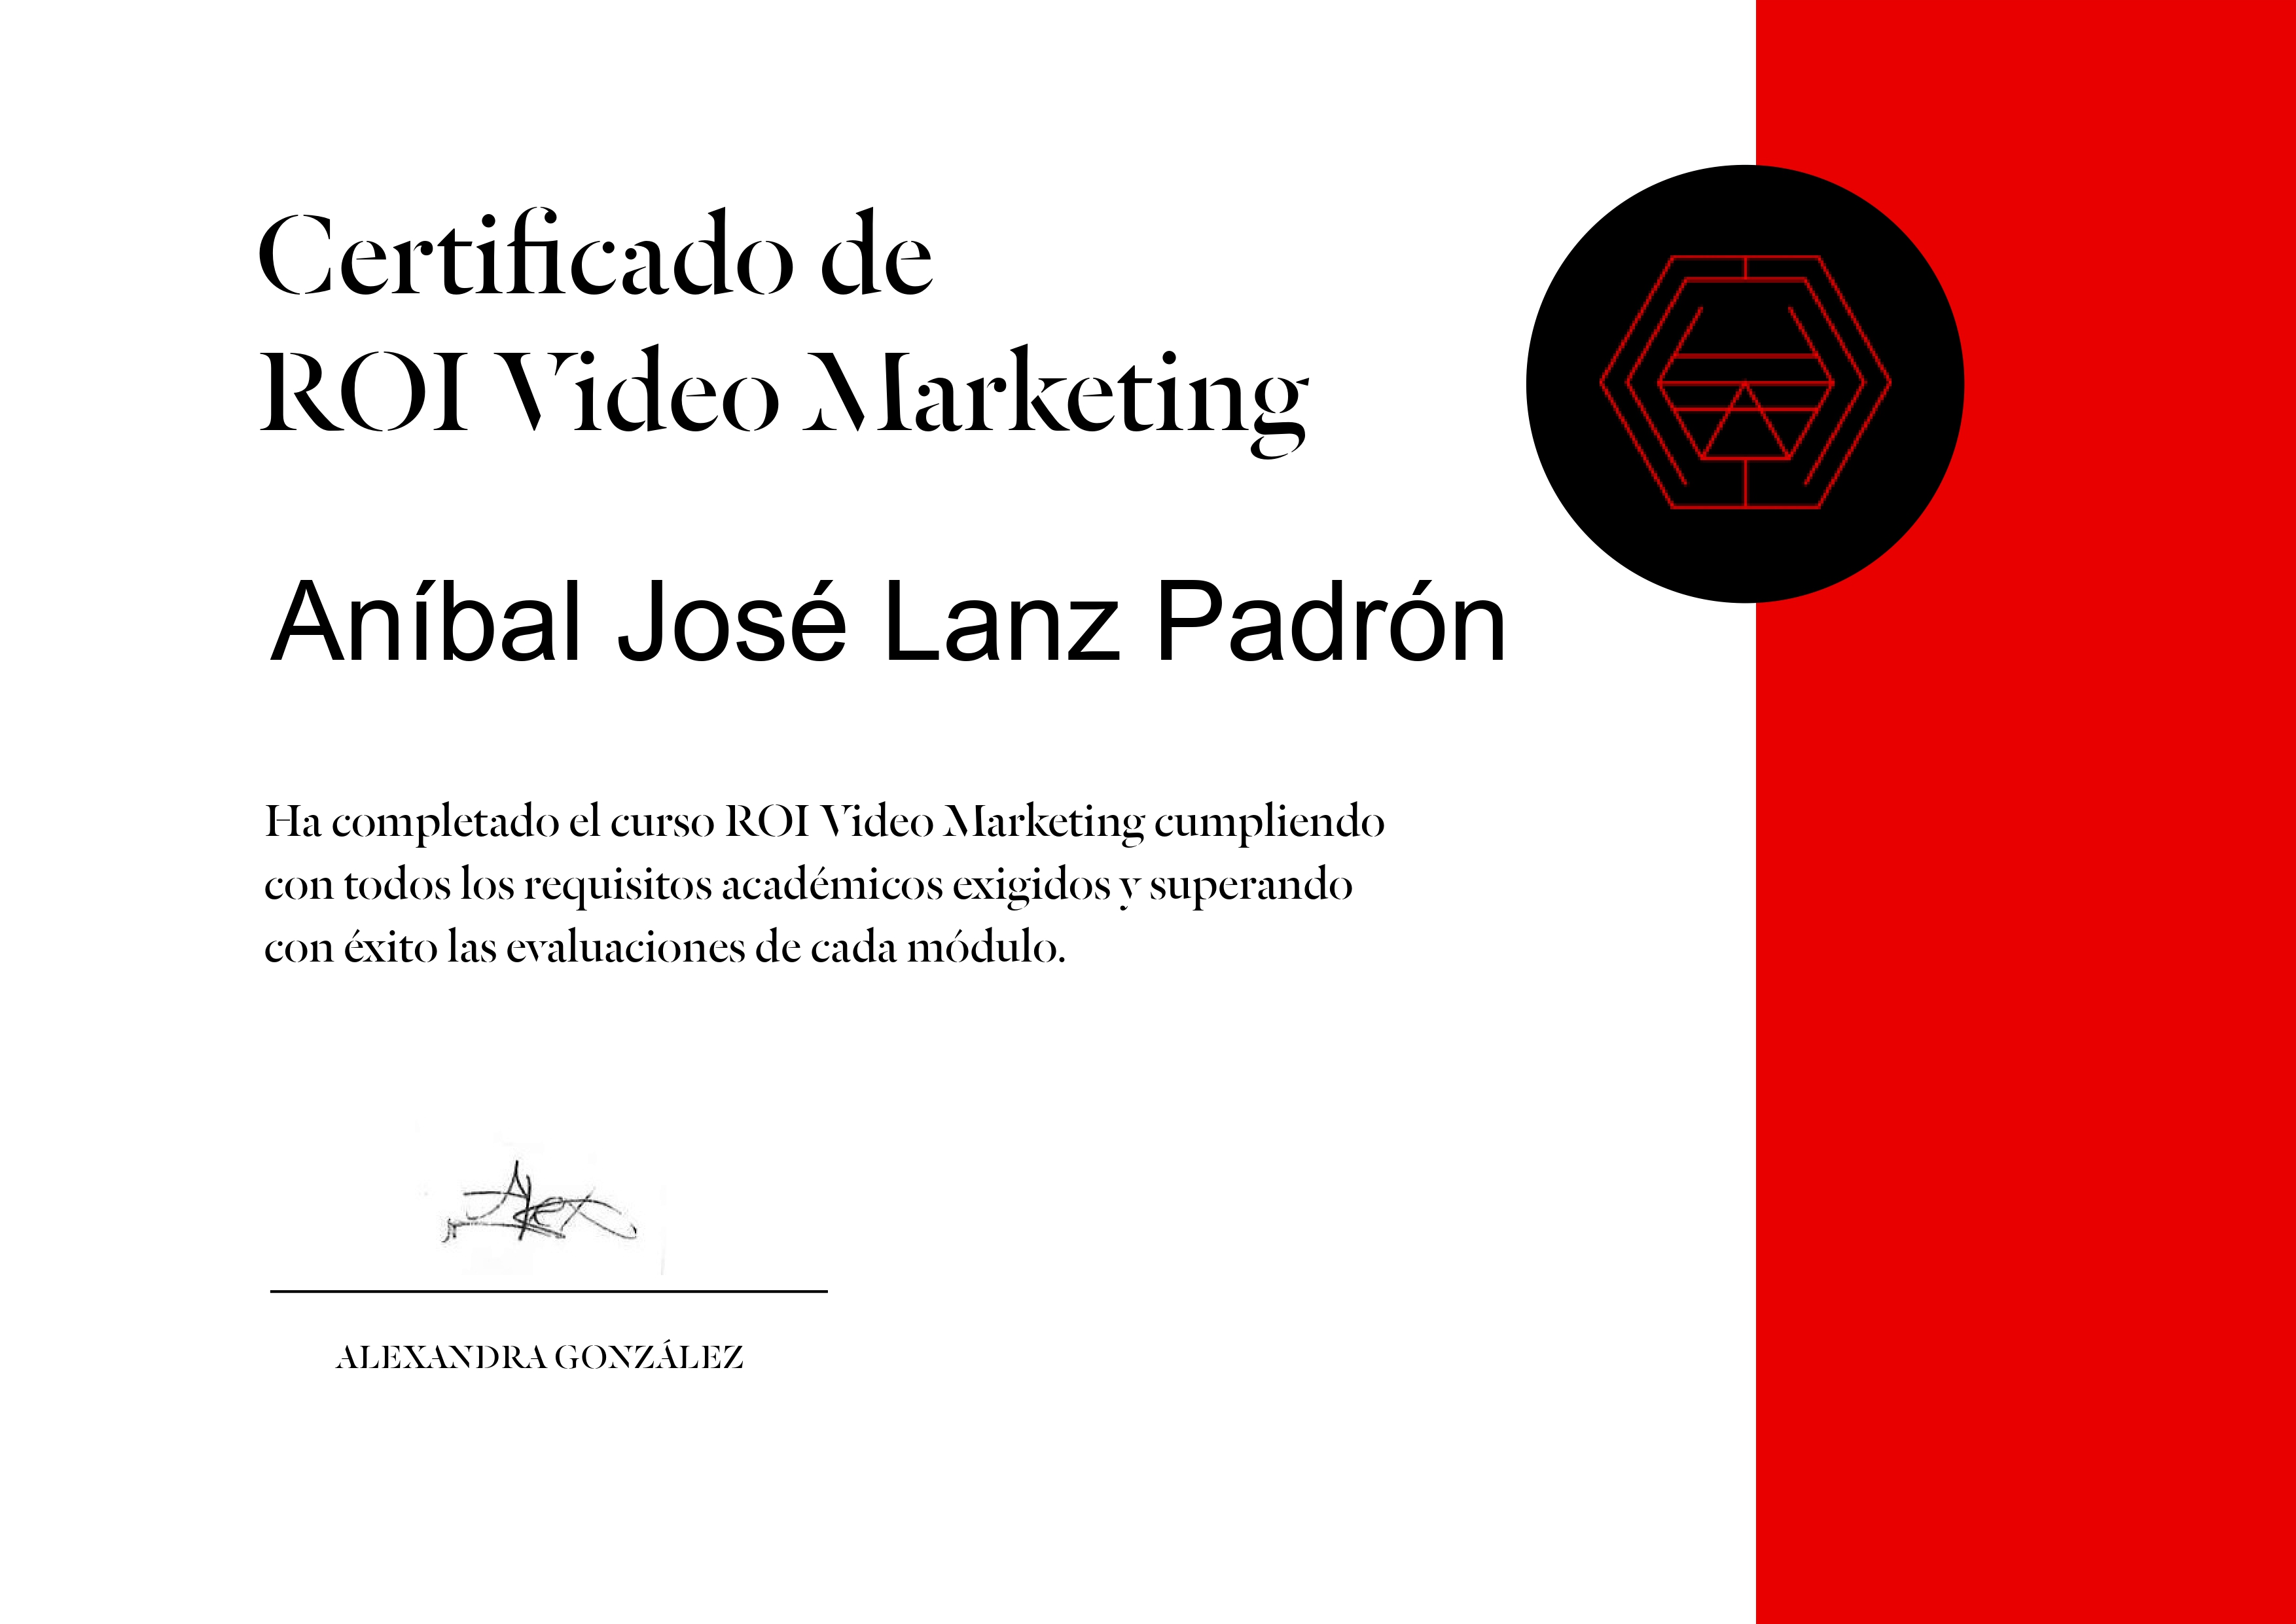 Certificado de
ROI Video Marketing
Aníbal José Lanz Padrón
Ha completado el curso ROI Video Marketing cumpliendo
con todos los requisitos académicos exigidos y superando
con éxito las evaluaciones de cada módulo.
Alex
ALEXANDRA GONZÁLEZ